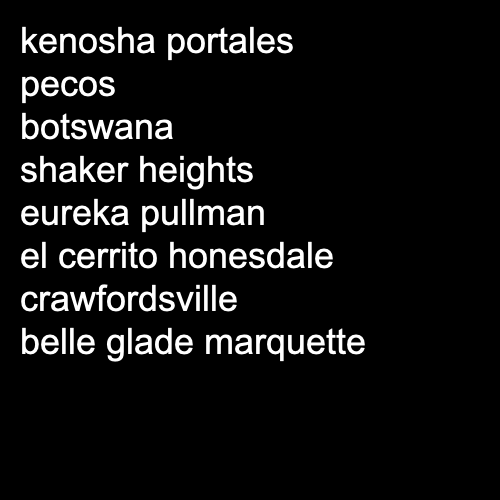 kenosha portales
pecos
botswana
shaker heights
eureka pullman
el cerrito honesdale
crawfordsville
belle glade marquette